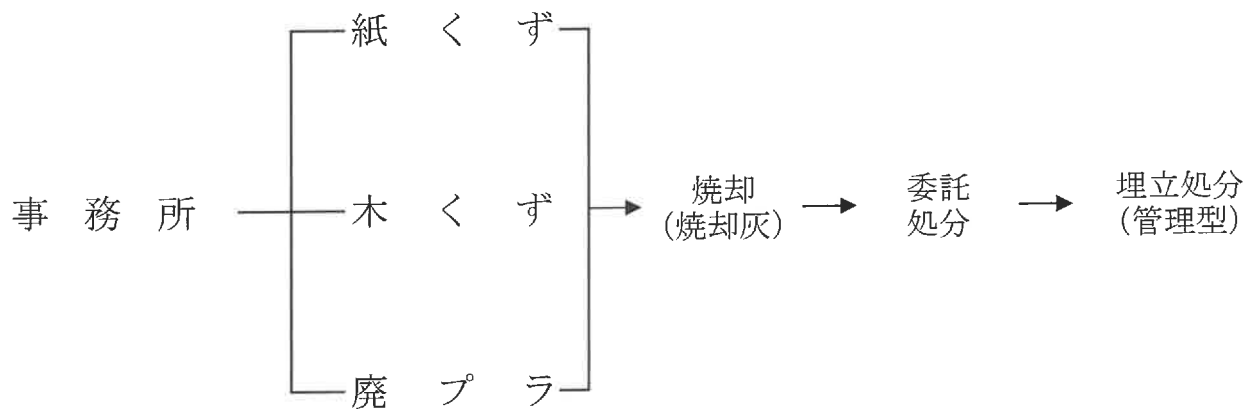 紙くず
事務所
木くず
廃プラ
焼却
(焼却灰)
委託
処分
埋立処分
(管理型)